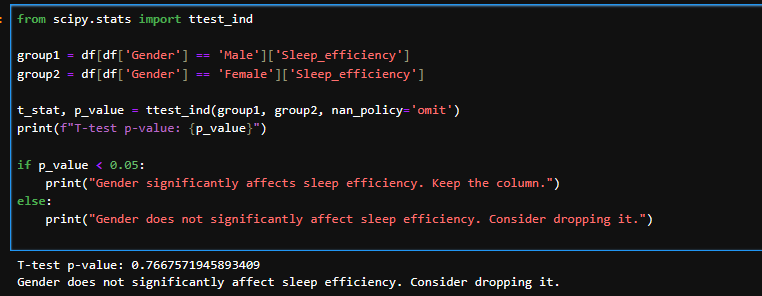 from scipy.stats import ttest_ind
group1 = df[df['Gender'] == 'Male']['Sleep_efficiency']
group2 = df[df['Gender'] == 'Female']['Sleep_efficiency']
t_stat, p_value = ttest_ind(group1, group2, nan_policy='omit')
print(f"T-test p-value: {p_value}")
if p_value < 0.05:
    print("Gender significantly affects sleep efficiency. Keep the column.")
else:
    print("Gender does not significantly affect sleep efficiency. Consider dropping it.")
T-test p-value: 0.7667571945893409
Gender does not significantly affect sleep efficiency. Consider dropping it.